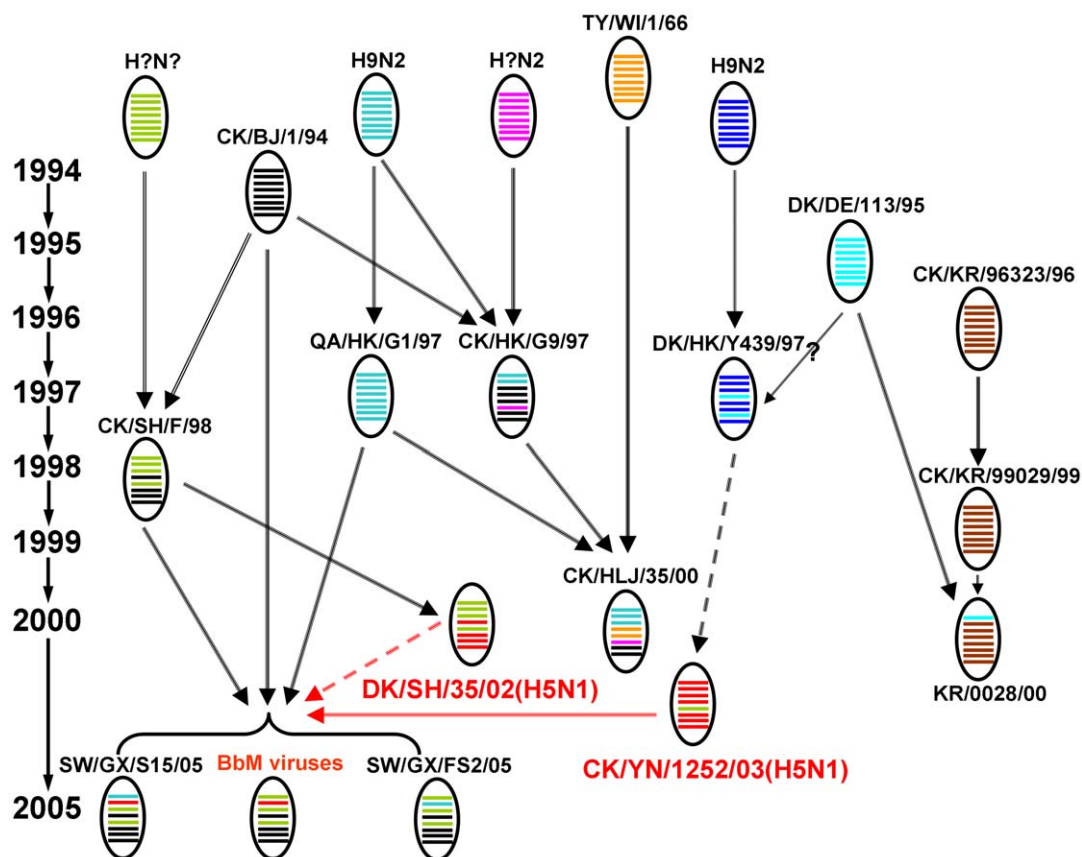 TY/WI/1/66
H?N?
H9N2
H?N2
H9N2
CK/BJ/1/94
1994
DK/DE/113/95
1995
CK/KR/96323/96
1996
QA/HK/G1/97
CK/HK/G9/97
DK/HK/Y439/97
?
1997
CK/SH/F/98
1998
CK/KR/99029/99
1999
CK/HLJ/35/00
2000
DK/SH/35/02(H5N1)
KR/0028/00
SW/GX/S15/05
BbM viruses
SW/GX/FS2/05
CK/YN/1252/03(H5N1)
2005